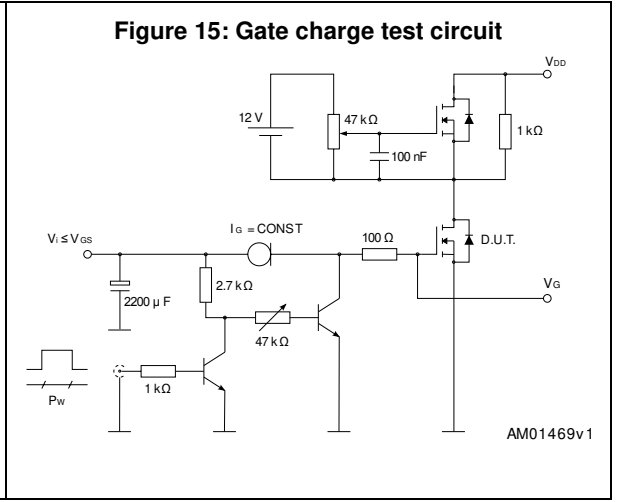 Figure 15: Gate charge test circuit
VDD
12 V
47 kΩ
1 kΩ
100 nF
Vi ≤ VGS
IG = CONST
100 Ω
D.U.T.
2.7 kΩ
VG
2200 µF
47 kΩ
1 kΩ
PW
AM01469v1